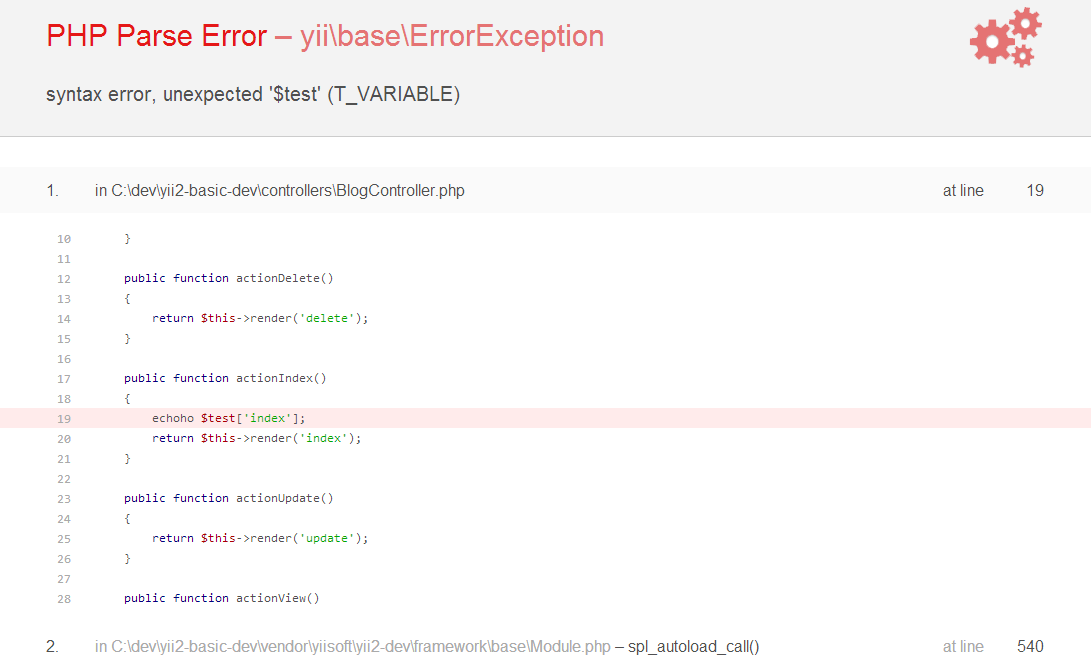 PHP Parse Error – yii\base\ErrorException
syntax error, unexpected '$test' (T_VARIABLE)
1. in C:\dev\yii2-basic-dev\controllers\BlogController.php at line 19
10 }
11
12 public function actionDelete()
13 {
14 return $this->render('delete');
15 }
16
17 public function actionIndex()
18 {
19 echoho $test['index'];
20 return $this->render('index');
21 }
22
23 public function actionUpdate()
24 {
25 return $this->render('update');
26 }
27
28 public function actionView()
2. in C:\dev\yii2-basic-dev\vendor\yiisoft\yii2-dev\framework\base\Module.php – spl_autoload_call() at line 540